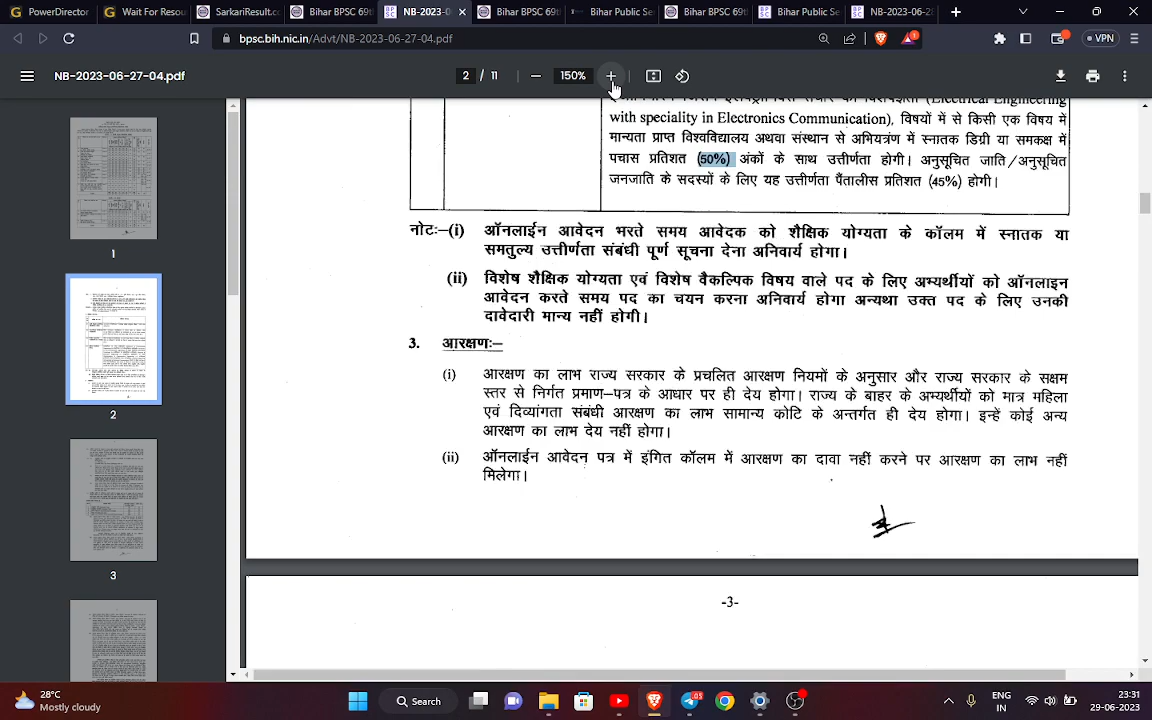 PowerDirector
Wait For Resu
SarkariResult.c
Bihar BPSC 69th
NB-2023-0
Bihar BPSC 69t
Bihar Public Se
Bihar BPSC 69th
Bihar Public Se
NB-2023-06-2
bpsc.bih.nic.in/Advt/NB-2023-06-27-04.pdf
1
VPN
NB-2023-06-27-04.pdf
2 / 11
150%
(Electrical Engineering
with speciality in Electronics Communication), विषयों में से किसी एक विषय में
मान्यता प्राप्त विश्वविद्यालय अथवा संस्थान से अभियंत्रण में स्नातक डिग्री या समकक्ष में
पचास प्रतिशत (50%) अंकों के साथ उत्तीर्णता होगी। अनुसूचित जाति/अनुसूचित
जनजाति के सदस्यों के लिए यह उत्तीर्णता पैंतालीस प्रतिशत (45%) होगी।
नोटः–(i) ऑनलाईन आवेदन भरते समय आवेदक को शैक्षिक योग्यता के कॉलम में स्नातक या
समतुल्य उत्तीर्णता संबंधी पूर्ण सूचना देना अनिवार्य होगा।
(ii) विशेष शैक्षिक योग्यता एवं विशेष वैकल्पिक विषय वाले पद के लिए अभ्यर्थीयों को ऑनलाइन
आवेदन करते समय पद का चयन करना अनिवार्य होगा अन्यथा उक्त पद के लिए उनकी
दावेदारी मान्य नहीं होगी।
3. आरक्षणः–
(i) आरक्षण का लाभ राज्य सरकार के प्रचलित आरक्षण नियमों के अनुसार और राज्य सरकार के सक्षम
स्तर से निर्गत प्रमाण–पत्र के आधार पर ही देय होगा। राज्य के बाहर के अभ्यर्थीयों को मात्र महिला
एवं दिव्यांगता संबंधी आरक्षण का लाभ सामान्य कोटि के अन्तर्गत ही देय होगा। इन्हें कोई अन्य
आरक्षण का लाभ देय नहीं होगा।
(ii) ऑनलाईन आवेदन पत्र में इंगित कॉलम में आरक्षण का दावा नहीं करने पर आरक्षण का लाभ नहीं
मिलेगा।
-3-
1
2
3
28°C
Mostly cloudy
Search
ENG
IN
23:31
29-06-2023